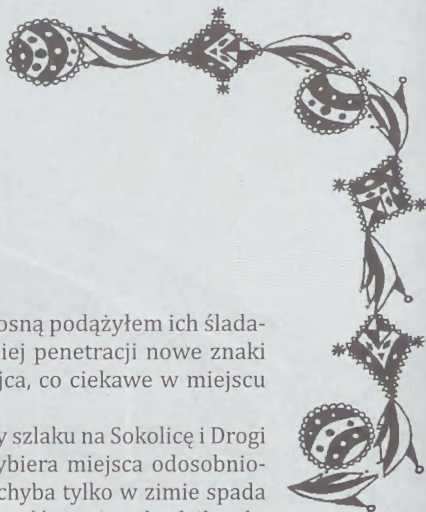 osną podążyłem ich ślada-
iej penetracji nowe znaki
jca, co ciekawe w miejscu
y szlaku na Sokolicę i Drogi
ybiera miejsca odosobnio-
chyba tylko w zimie spada